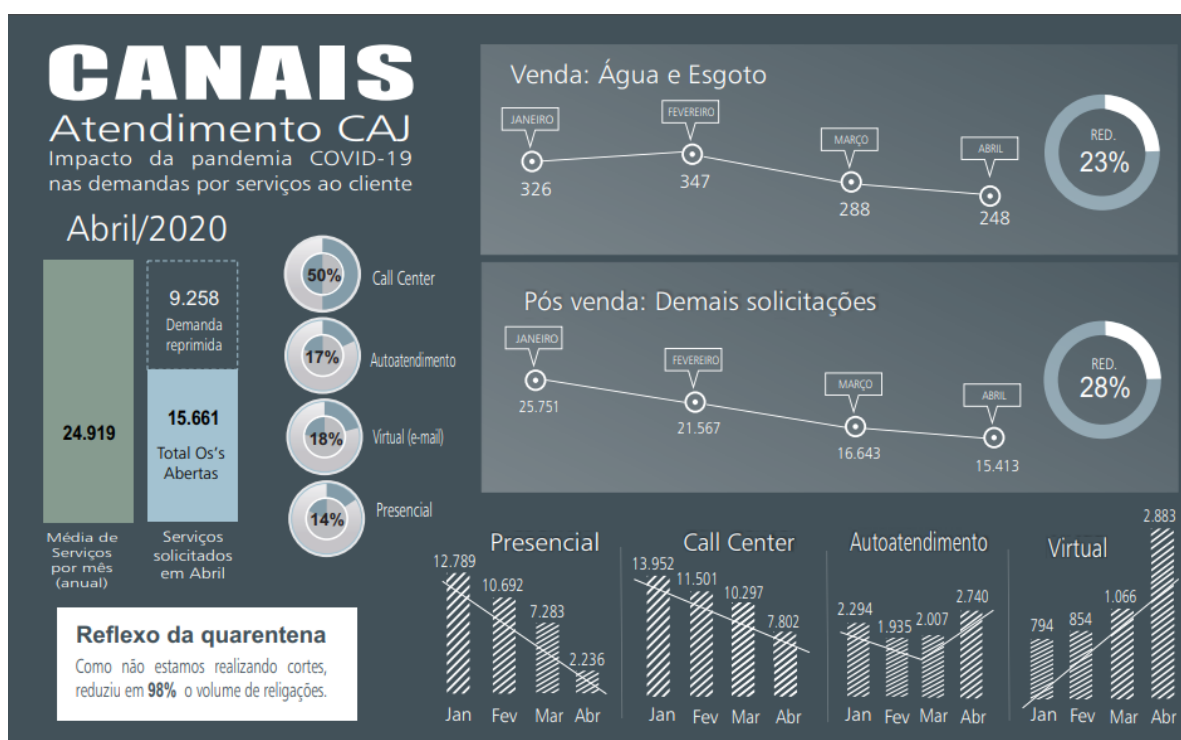 CANAIS
Atendimento CAJ
Impacto da pandemia COVID-19
nas demandas por serviços ao cliente
Abril/2020
24.919
Média de
Serviços
por mês
(anual)
9.258
Demanda
reprimida
15.661
Total Os's
Abertas
Serviços
solicitados
em Abril
50%
Call Center
17%
Autoatendimento
18%
Virtual (e-mail)
14%
Presencial
Reflexo da quarentena
Como não estamos realizando cortes,
reduziu em 98% o volume de religações.
Venda: Água e Esgoto
JANEIRO
FEVEREIRO
MARÇO
ABRIL
326
347
288
248
RED.
23%
Pós venda: Demais solicitações
JANEIRO
FEVEREIRO
MARÇO
ABRIL
25.751
21.567
16.643
15.413
RED.
28%
Presencial
12.789
10.692
7.283
2.236
Jan Fev Mar Abr
Call Center
13.952
11.501
10.297
7.802
Jan Fev Mar Abr
Autoatendimento
2.294
1.935
2.007
2.740
Jan Fev Mar Abr
Virtual
794
854
1.066
2.883
Jan Fev Mar Abr